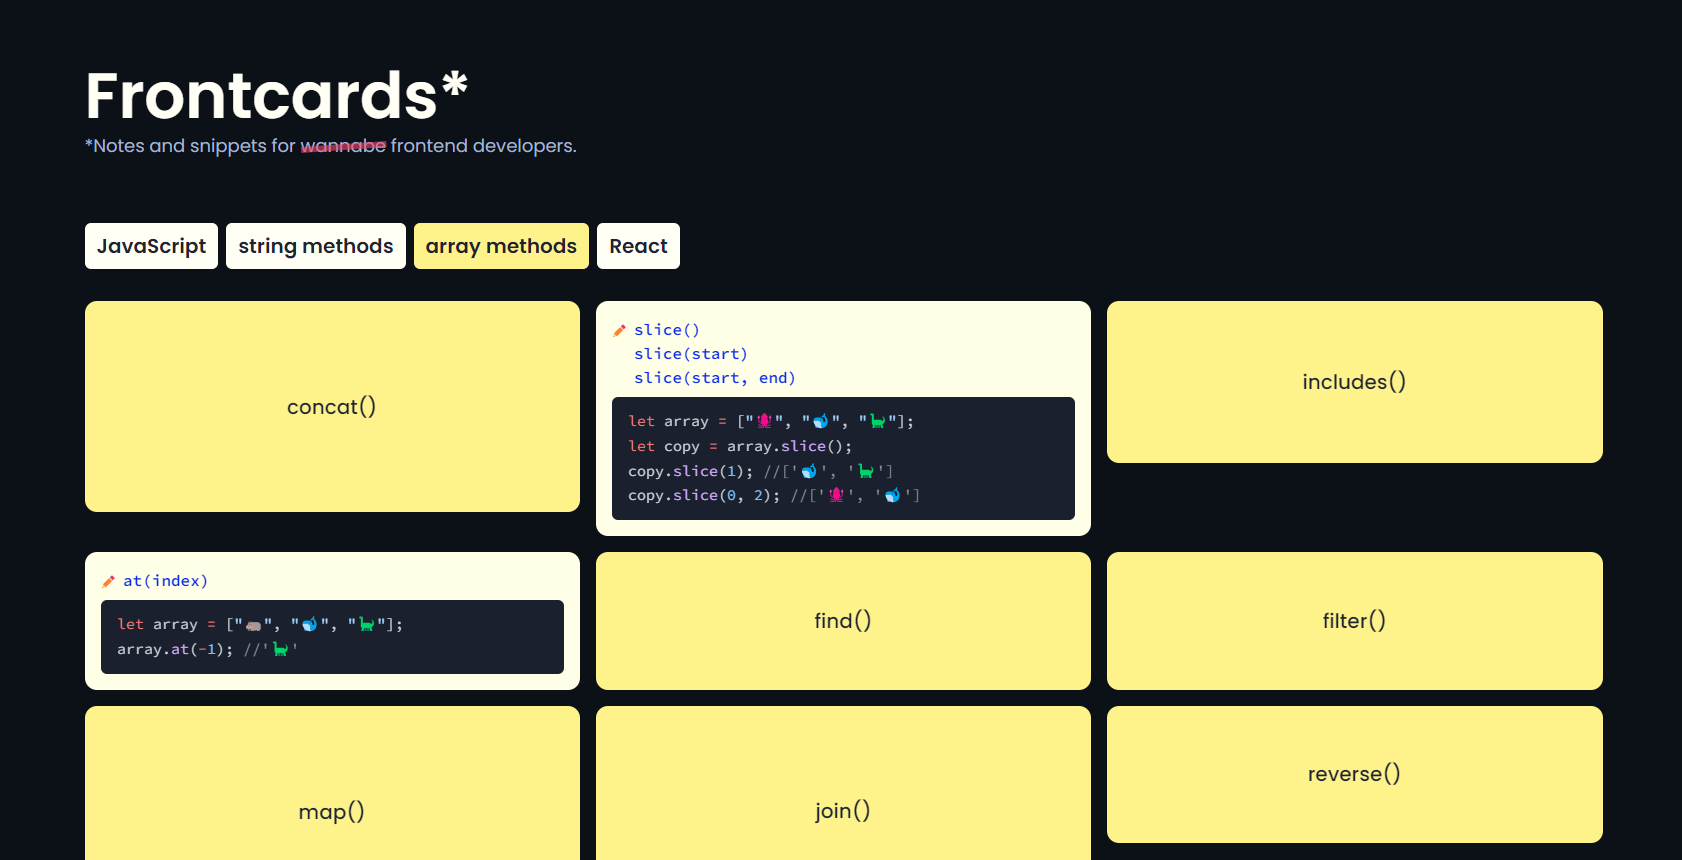 Frontcards*
*Notes and snippets for wannabe frontend developers.
JavaScript
string methods
array methods
React
concat()
slice()
slice(start)
slice(start, end)
let array = ["🐙", "🐳", "🦕"];
let copy = array.slice();
copy.slice(1); //['🐳', '🦕']
copy.slice(0, 2); //['🐙', '🐳']
includes()
at(index)
let array = ["🦛", "🐳", "🦕"];
array.at(-1); //'🦕'
find()
filter()
map()
join()
reverse()